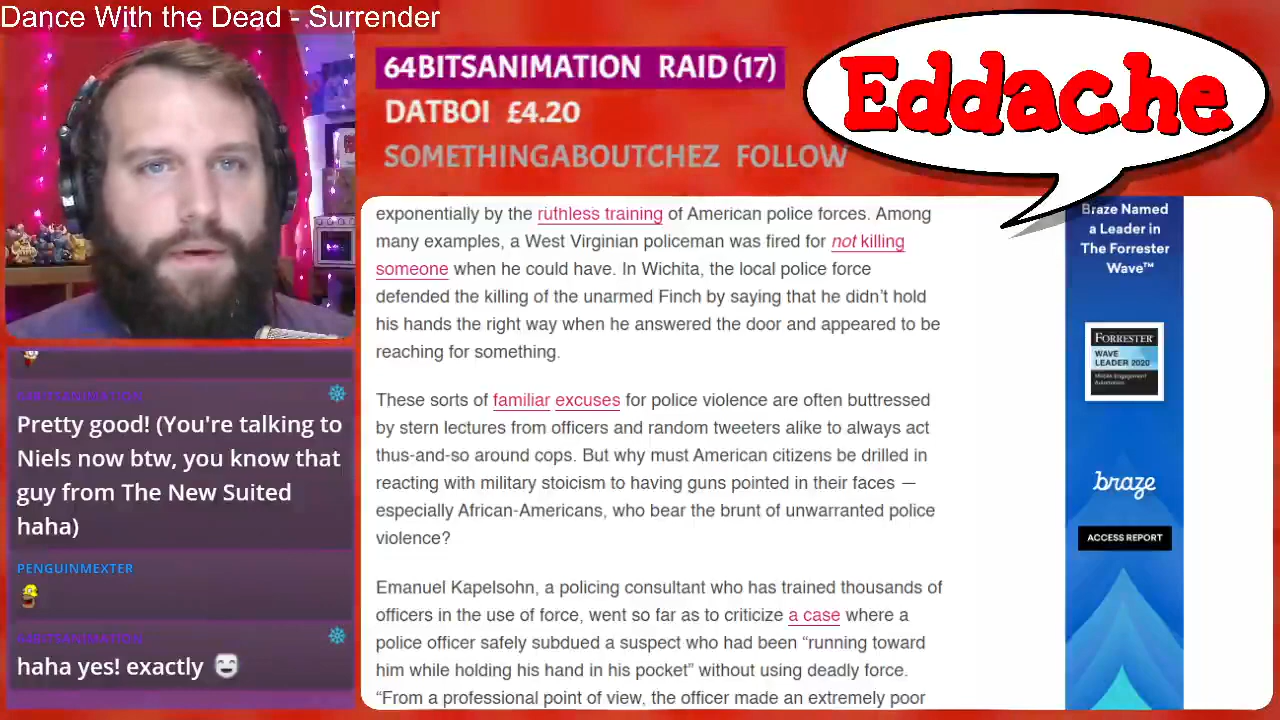 Dance With the Dead - Surrender
64BITSANIMATION RAID (17)
DATBOI £4.20
SOMETHINGABOUTCHEZ FOLLOW
Eddache
exponentially by the ruthless training of American police forces. Among
many examples, a West Virginian policeman was fired for not killing
someone when he could have. In Wichita, the local police force
defended the killing of the unarmed Finch by saying that he didn’t hold
his hands the right way when he answered the door and appeared to be
reaching for something.
These sorts of familiar excuses for police violence are often buttressed
by stern lectures from officers and random tweeters alike to always act
thus-and-so around cops. But why must American citizens be drilled in
reacting with military stoicism to having guns pointed in their faces —
especially African-Americans, who bear the brunt of unwarranted police
violence?
Emanuel Kapelsohn, a policing consultant who has trained thousands of
officers in the use of force, went so far as to criticize a case where a
police officer safely subdued a suspect who had been “running toward
him while holding his hand in his pocket” without using deadly force.
“From a professional point of view, the officer made an extremely poor
Braze Named
a Leader in
The Forrester
Wave™
FORRESTER
WAVE
LEADER 2020
Mobile Engagement
Automation
braze
ACCESS REPORT
64BITSANIMATION
Pretty good! (You're talking to
Niels now btw, you know that
guy from The New Suited
haha)
PENGUINMEXTER
64BITSANIMATION
haha yes! exactly